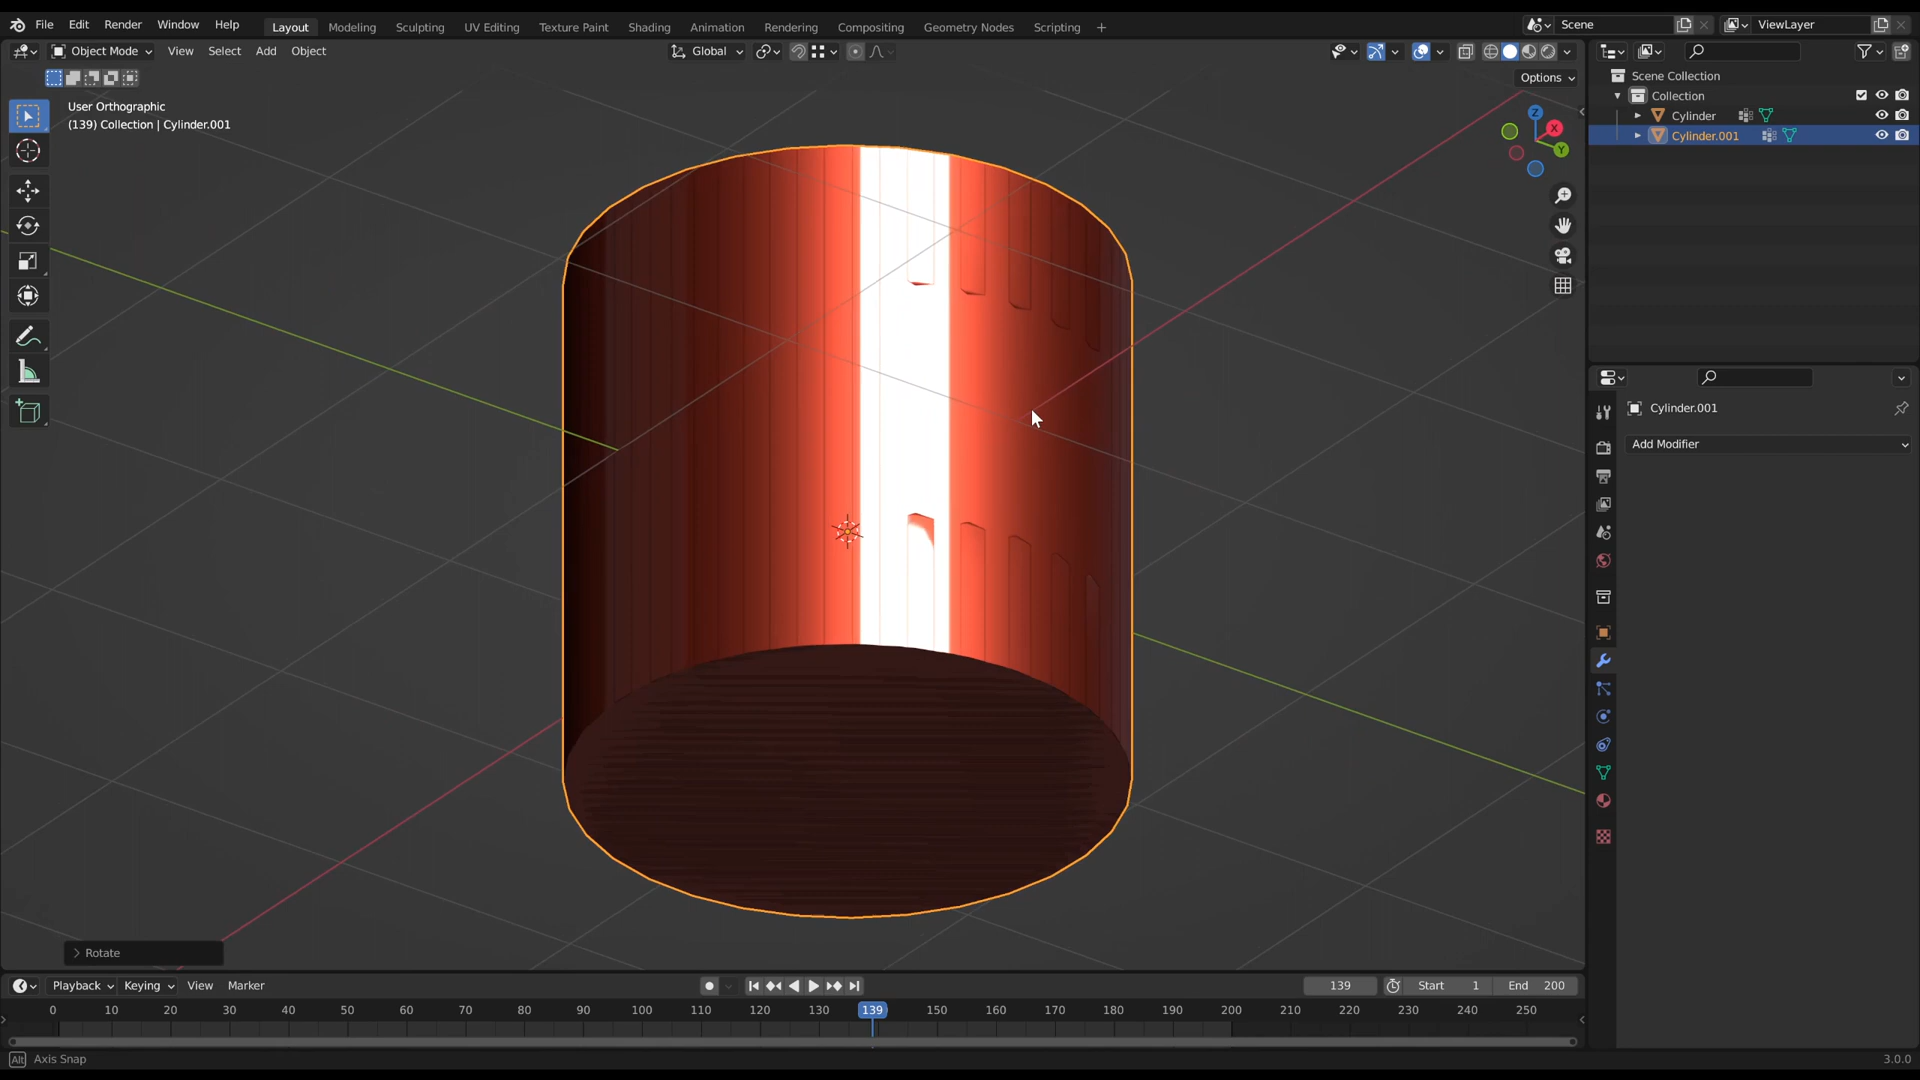 File Edit Render Window Help Layout Modeling Sculpting UV Editing Texture Paint Shading Animation Rendering Compositing Geometry Nodes Scripting + Scene ViewLayer
Object Mode View Select Add Object Global
Options
User Orthographic
(139) Collection | Cylinder.001
Z
X
Y
Scene Collection
Collection
Cylinder
Cylinder.001
Cylinder.001
Add Modifier
Rotate
Playback Keying View Marker 139 Start 1 End 200
0 10 20 30 40 50 60 70 80 90 100 110 120 130 139 150 160 170 180 190 200 210 220 230 240 250
Alt Axis Snap 3.0.0